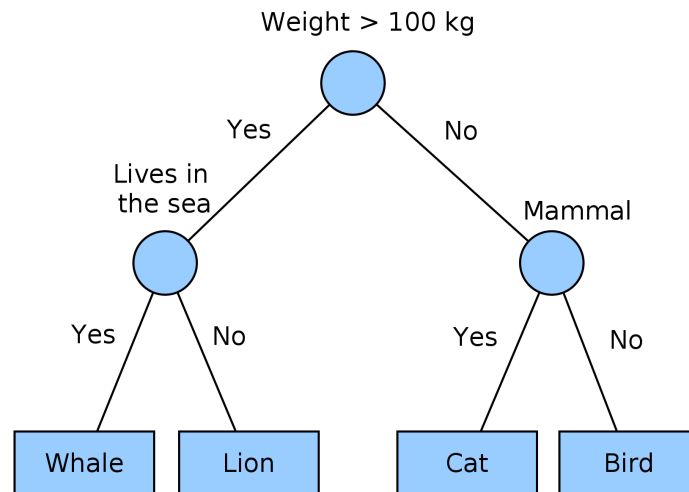 Weight > 100 kg
Yes
No
Lives in
the sea
Mammal
Yes
No
Yes
No
Whale
Lion
Cat
Bird